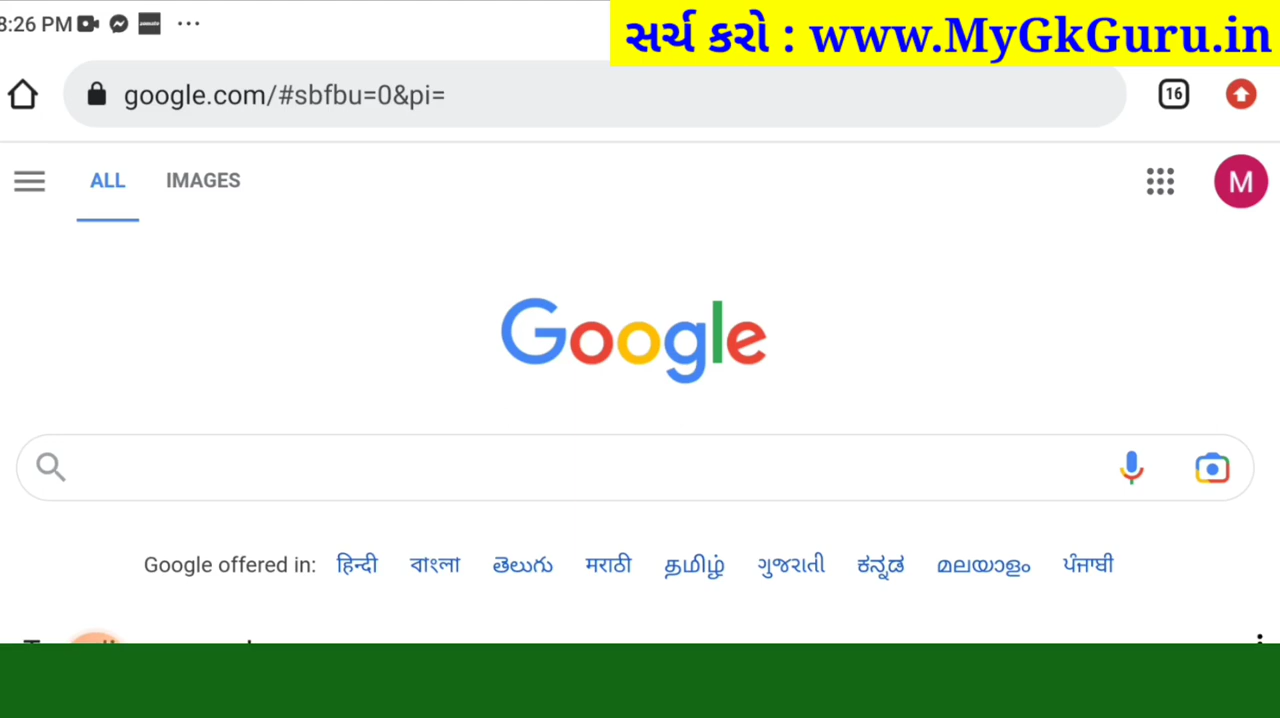 8:26 PM
સર્ચ કરો : www.MyGkGuru.in
google.com/#sbfbu=0&pi=
16
ALL IMAGES
M
Google
Google offered in: हिन्दी বাংলা తెలుగు मराठी தமிழ் ગુજરાતી ಕನ್ನಡ മലയാളം ਪੰਜਾਬੀ